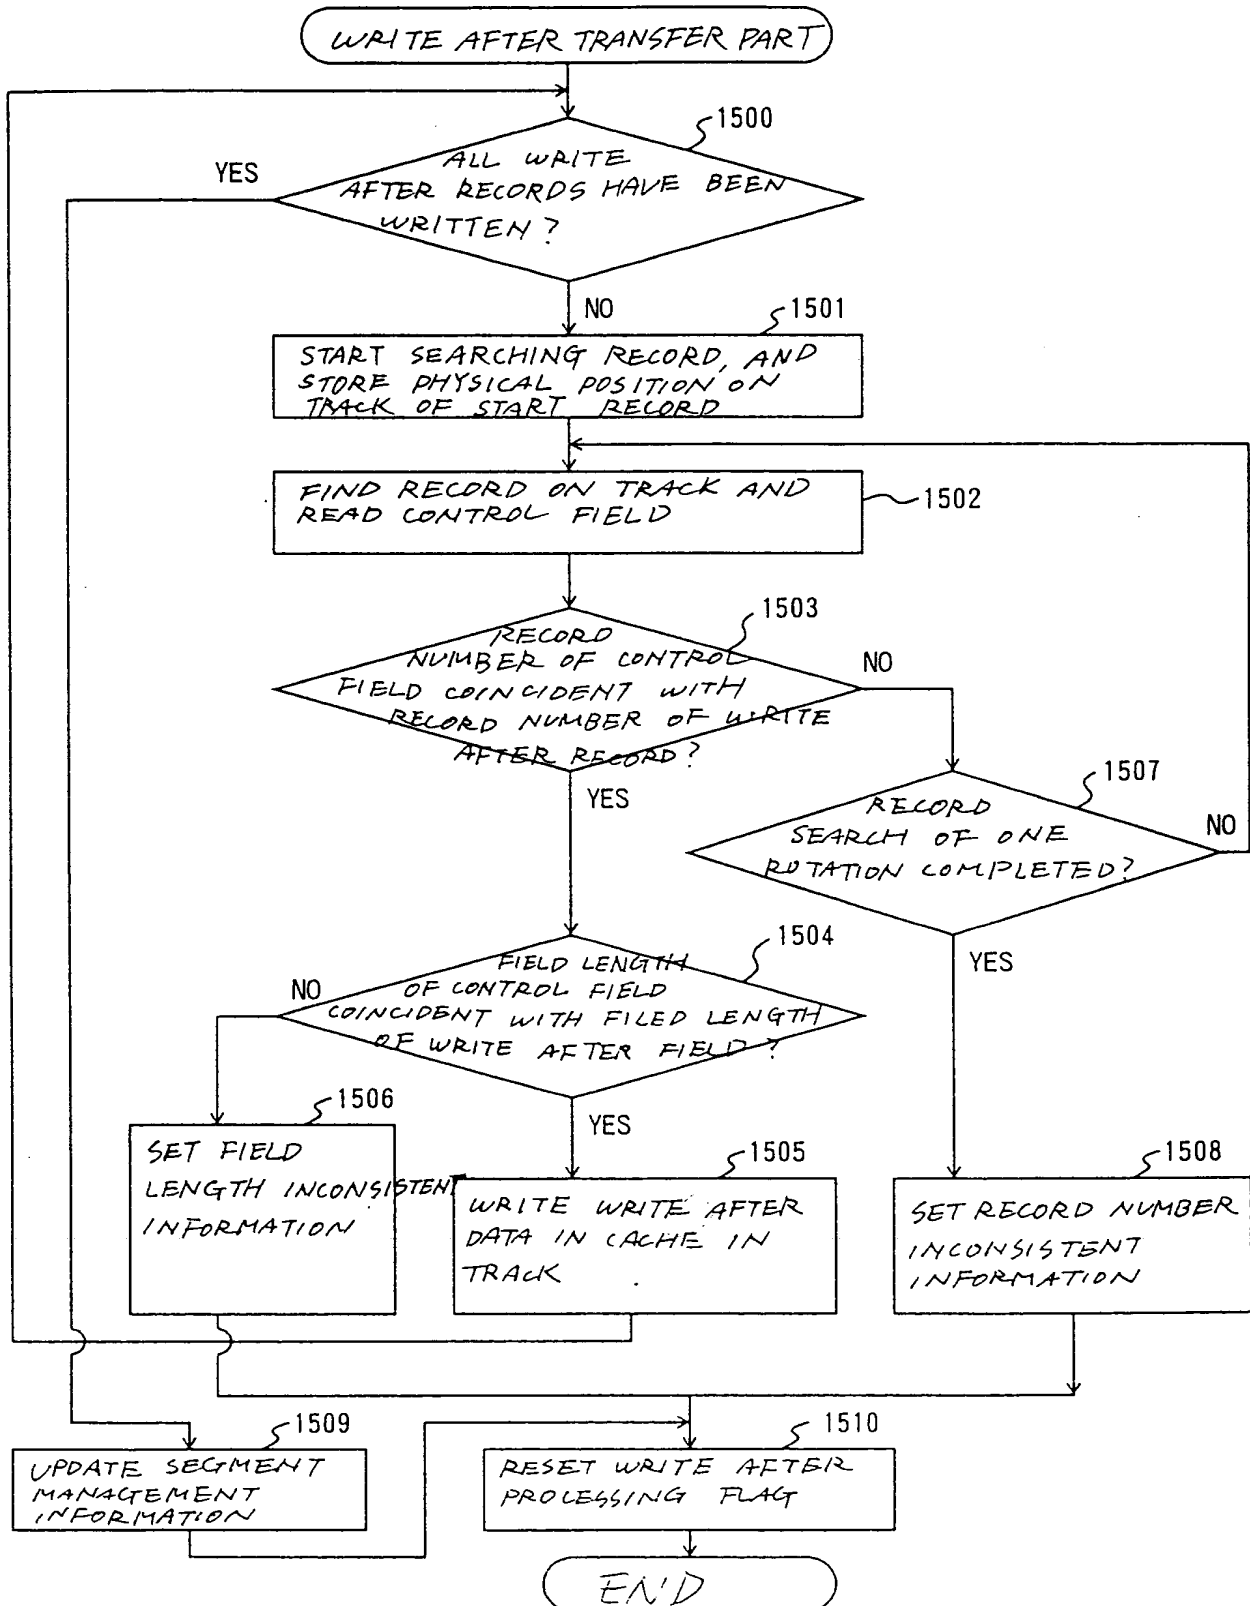 WRITE AFTER TRANSFER PART
1500
YES
ALL WRITE
AFTER RECORDS HAVE BEEN
WRITTEN?
NO
1501
START SEARCHING RECORD, AND
STORE PHYSICAL POSITION ON
TRACK OF START RECORD
FIND RECORD ON TRACK AND
READ CONTROL FIELD
1502
1503
RECORD
NUMBER OF CONTROL
FIELD COINCIDENT WITH
RECORD NUMBER OF WRITE
AFTER RECORD?
NO
YES
1507
RECORD
SEARCH OF ONE
ROTATION COMPLETED?
NO
YES
1504
FIELD LENGTH
OF CONTROL FIELD
COINCIDENT WITH FILED LENGTH
OF WRITE AFTER FIELD?
NO
YES
1506
SET FIELD
LENGTH INCONSISTENT
INFORMATION
1505
WRITE WRITE AFTER
DATA IN CACHE IN
TRACK
1508
SET RECORD NUMBER
INCONSISTENT
INFORMATION
1509
UPDATE SEGMENT
MANAGEMENT
INFORMATION
1510
RESET WRITE AFTER
PROCESSING FLAG
END